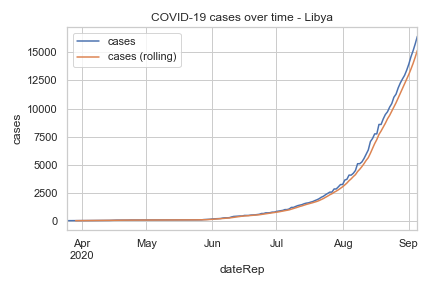 COVID-19 cases over time - Libya
cases
cases (rolling)
15000
12500
10000
7500
5000
2500
0
cases
Apr May Jun Jul Aug Sep
2020
dateRep